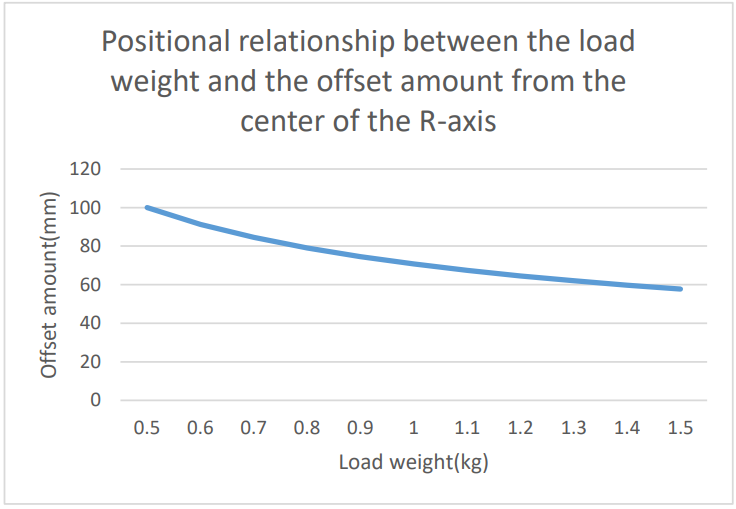 Positional relationship between the load
weight and the offset amount from the
center of the R-axis
120
100
80
60
40
20
0
Offset amount(mm)
0.5 0.6 0.7 0.8 0.9 1 1.1 1.2 1.3 1.4 1.5
Load weight(kg)